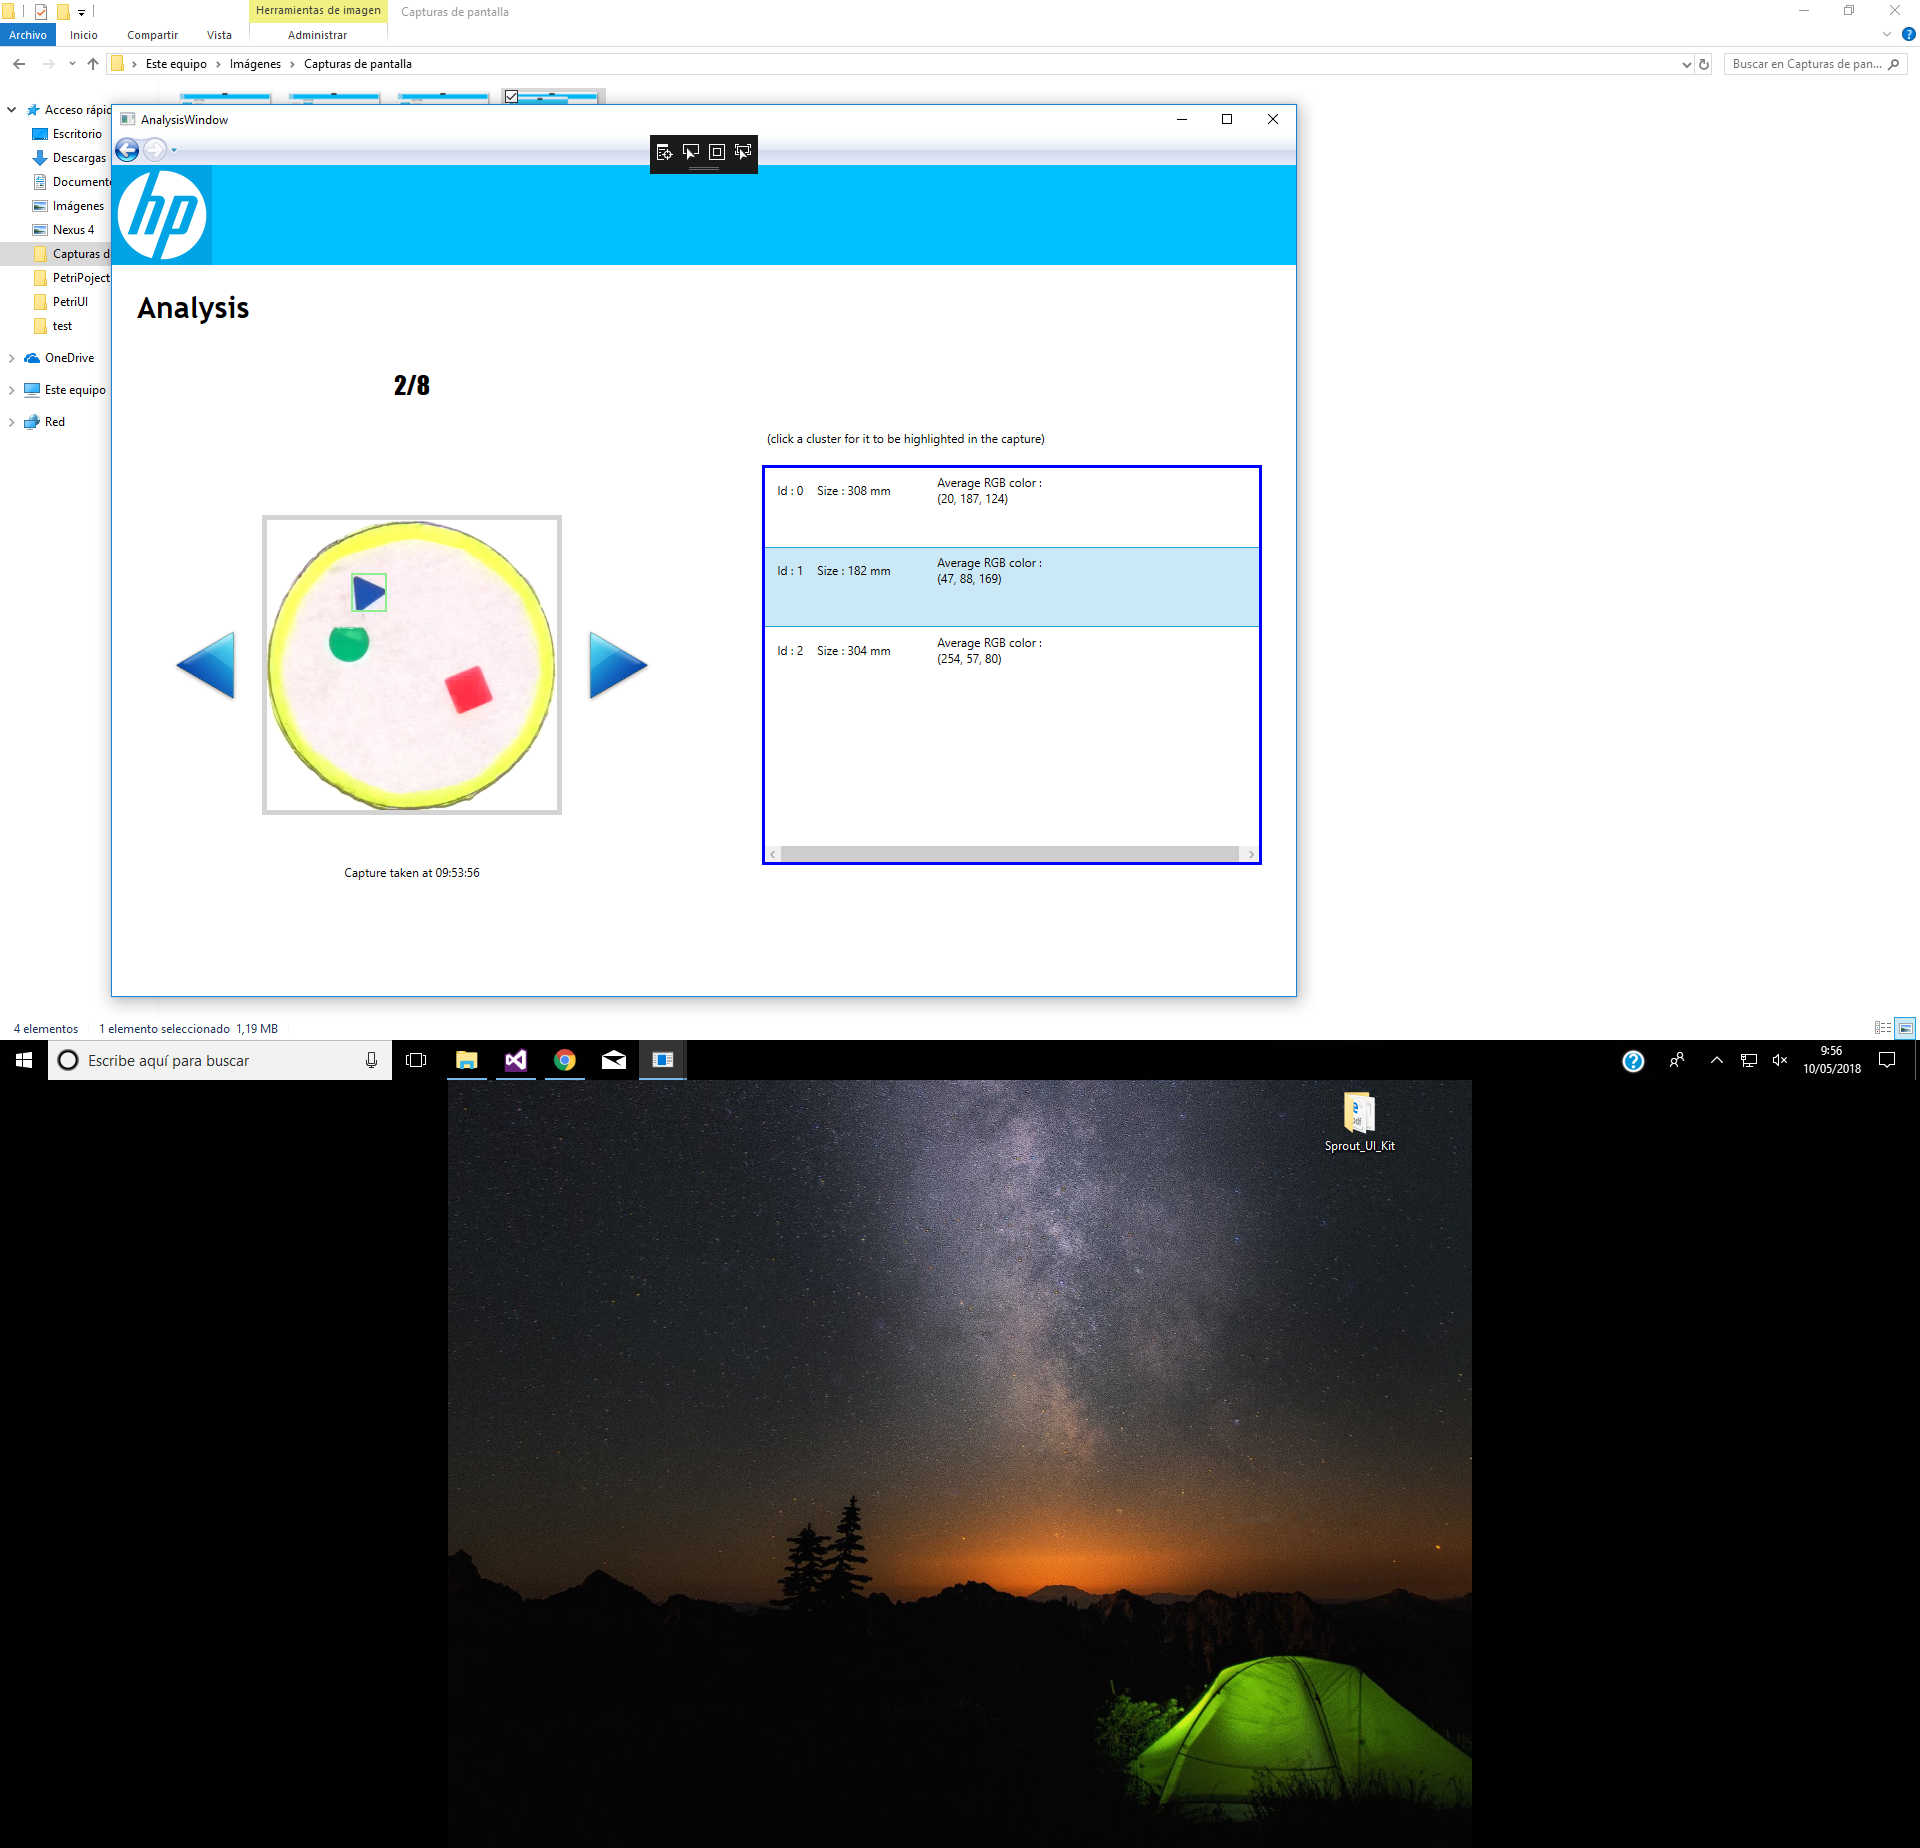 Herramientas de imagen
Capturas de pantalla
Archivo
Inicio
Compartir
Vista
Administrar
Este equipo
Imágenes
Capturas de pantalla
Buscar en Capturas de pan...
Acceso rápid
Escritorio
Descargas
Document
Imágenes
Nexus 4
Capturas d
PetriPoject
PetriUI
test
OneDrive
Este equipo
Red
AnalysisWindow
hp
Analysis
2/8
(click a cluster for it to be highlighted in the capture)
Id : 0 Size : 308 mm Average RGB color :
(20, 187, 124)
Id : 1 Size : 182 mm Average RGB color :
(47, 88, 169)
Id : 2 Size : 304 mm Average RGB color :
(254, 57, 80)
Capture taken at 09:53:56
4 elementos 1 elemento seleccionado 1,19 MB
Escribe aquí para buscar
9:56
10/05/2018
Sprout_UI_Kit